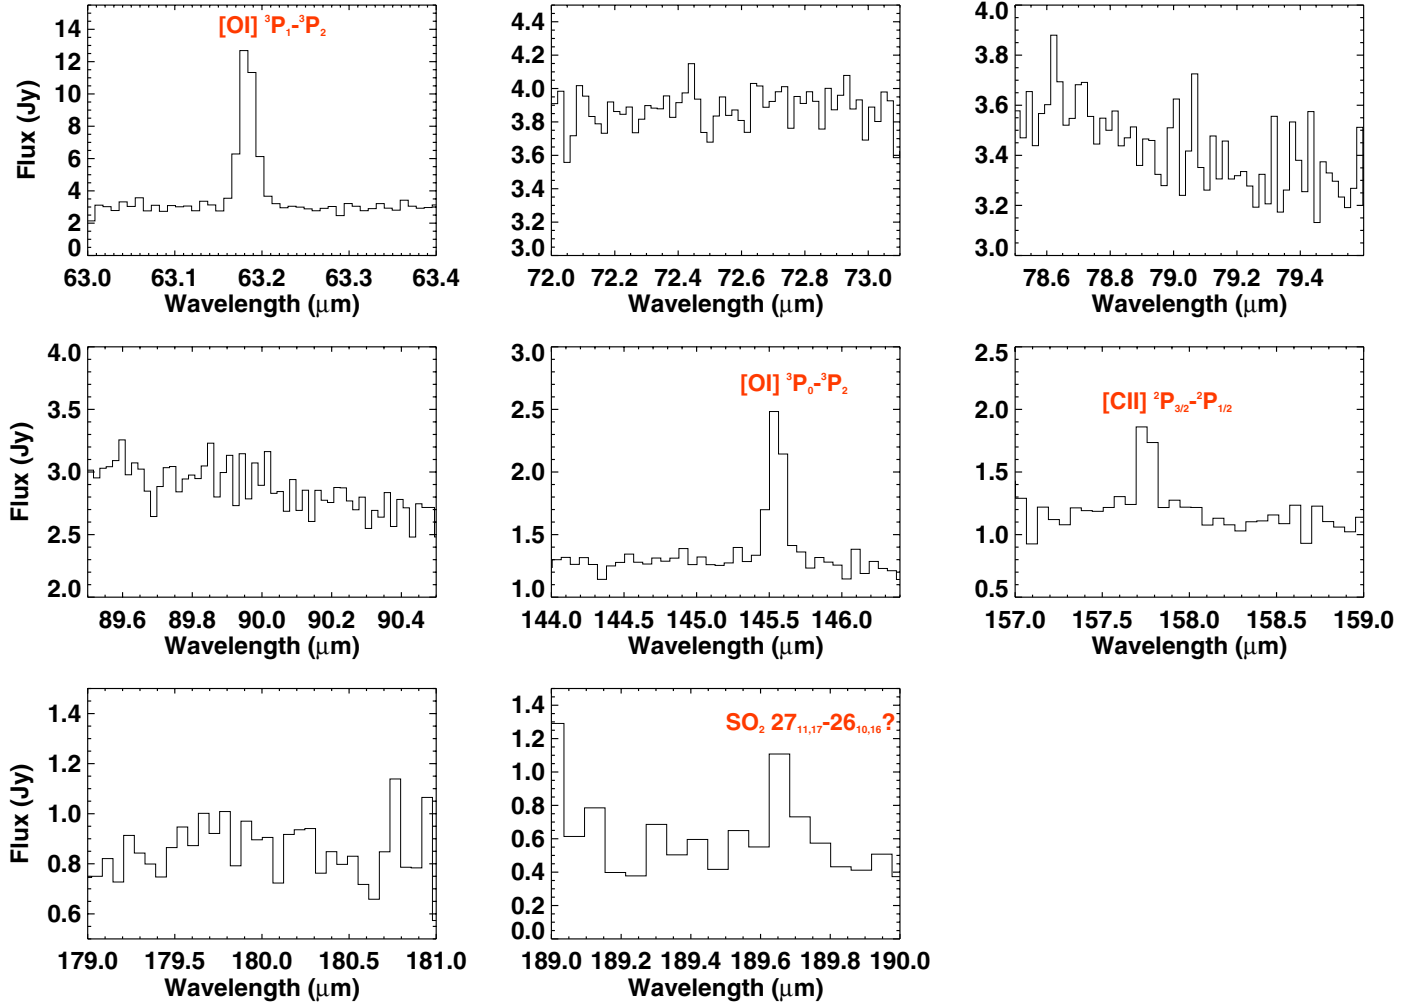 [OI] ³P₁-³P₂
14
12
10
8
6
4
2
0
Flux (Jy)
63.0 63.1 63.2 63.3 63.4
Wavelength (μm)
4.4
4.2
4.0
3.8
3.6
3.4
3.2
3.0
72.0 72.2 72.4 72.6 72.8 73.0
Wavelength (μm)
4.0
3.8
3.6
3.4
3.2
3.0
78.6 78.8 79.0 79.2 79.4
Wavelength (μm)
4.0
3.5
3.0
2.5
2.0
Flux (Jy)
89.6 89.8 90.0 90.2 90.4
Wavelength (μm)
[OI] ³P₀-³P₂
3.0
2.5
2.0
1.5
1.0
144.0 144.5 145.0 145.5 146.0
Wavelength (μm)
[CII] ²P₃/₂-²P₁/₂
2.5
2.0
1.5
1.0
0.5
157.0 157.5 158.0 158.5 159.0
Wavelength (μm)
1.4
1.2
1.0
0.8
0.6
Flux (Jy)
179.0 179.5 180.0 180.5 181.0
Wavelength (μm)
SO₂ 27₁₁,₁₇-26₁₀,₁₆?
1.4
1.2
1.0
0.8
0.6
0.4
0.2
0.0
189.0 189.2 189.4 189.6 189.8 190.0
Wavelength (μm)